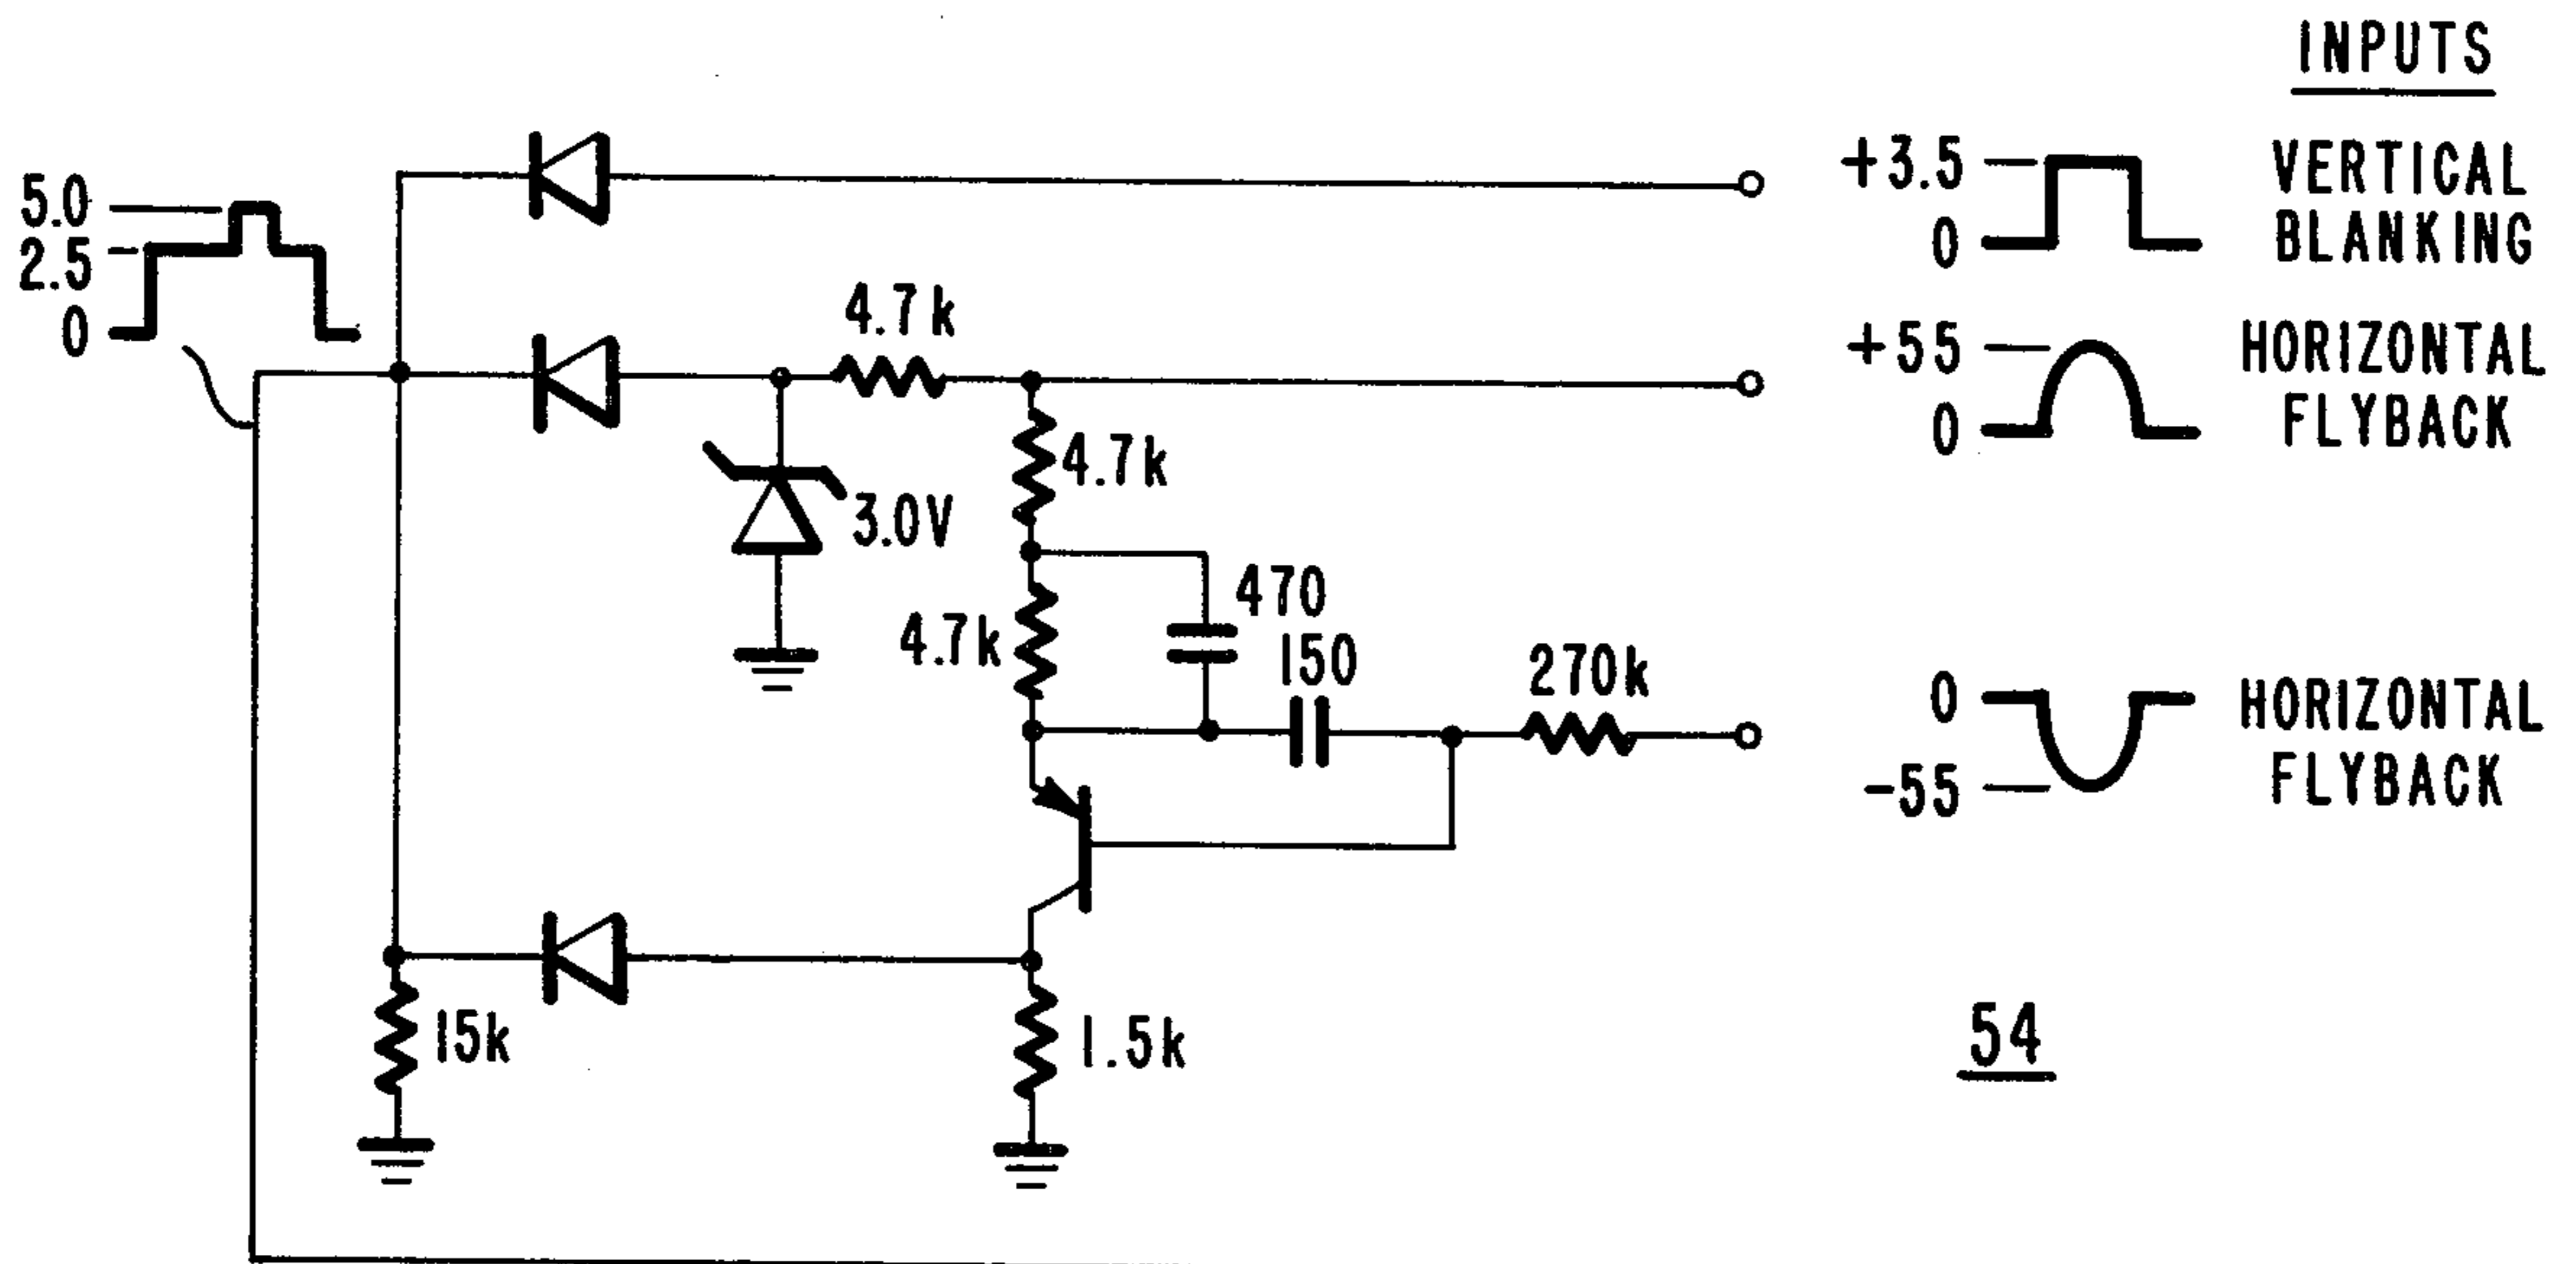 INPUTS
+3.5
0
VERTICAL
BLANKING
5.0
2.5
0
4.7k
+55
0
HORIZONTAL
FLYBACK
4.7k
3.0V
470
4.7k
150
270k
0
-55
HORIZONTAL
FLYBACK
15k
1.5k
54